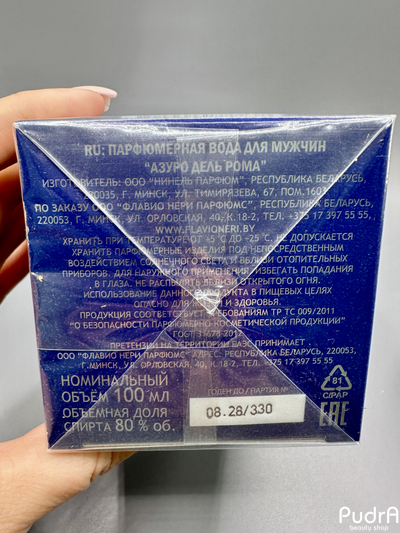 RU: ПАРФЮМЕРНАЯ ВОДА ДЛЯ МУЖЧИН
"АЗУРО ДЕЛЬ РОМА"
ИЗГОТОВИТЕЛЬ: ООО "НИНЕЛЬ ПАРФЮМ", РЕСПУБЛИКА БЕЛАРУСЬ,
220035, Г. МИНСК, УЛ. ТИМИРЯЗЕВА, 67, ПОМ.
ПО ЗАКАЗУ ООО "ФЛАВИО НЕРИ ПАРФЮМС", РЕСПУБЛИКА БЕЛАРУСЬ,
220053, Г. МИНСК, УЛ. ОРЛОВСКАЯ, 40, К.18-2, ТЕЛ. +375 17 397 55 55,
WWW.FLAVIONERI.BY
ХРАНИТЬ ПРИ ТЕМПЕРАТУРЕ ОТ +5°C ДО +25°C. НЕ ДОПУСКАЕТСЯ
ХРАНИТЬ ПАРФЮМЕРНЫЕ ИЗДЕЛИЯ ПОД НЕПОСРЕДСТВЕННЫМ
ВОЗДЕЙСТВИЕМ СОЛНЕЧНОГО СВЕТА И ВБЛИЗИ ОТОПИТЕЛЬНЫХ
ПРИБОРОВ. ДЛЯ НАРУЖНОГО ПРИМЕНЕНИЯ. ИЗБЕГАТЬ ПОПАДАНИЯ
В ГЛАЗА. НЕ РАСПЫЛЯТЬ ВБЛИЗИ ОТКРЫТОГО ОГНЯ.
ИСПОЛЬЗОВАНИЕ ДАННОГО ПРОДУКТА В ПИЩЕВЫХ ЦЕЛЯХ
ОПАСНО ДЛЯ ЖИЗНИ И ЗДОРОВЬЯ.
ПРОДУКЦИЯ СООТВЕТСТВУЕТ ТРЕБОВАНИЯМ ТР ТС 009/2011
"О БЕЗОПАСНОСТИ ПАРФЮМЕРНО-КОСМЕТИЧЕСКОЙ ПРОДУКЦИИ"
ГОСТ 31678-2012
ПРЕТЕНЗИИ НА ТЕРРИТОРИИ ЕАЭС ПРИНИМАЕТ
ООО "ФЛАВИО НЕРИ ПАРФЮМС" АДРЕС: РЕСПУБЛИКА БЕЛАРУСЬ, 220053,
Г.МИНСК, УЛ. ОРЛОВСКАЯ, 40, К. 18-2, ТЕЛ.: +375 17 397 55 55
НОМИНАЛЬНЫЙ
ОБЪЁМ 100 МЛ
ОБЪЕМНАЯ ДОЛЯ
СПИРТА 80 % об.
ГОДЕН ДО / ПАРТИЯ №
08.28/330
81
C/PAP
EAC
PudrA
beauty shop